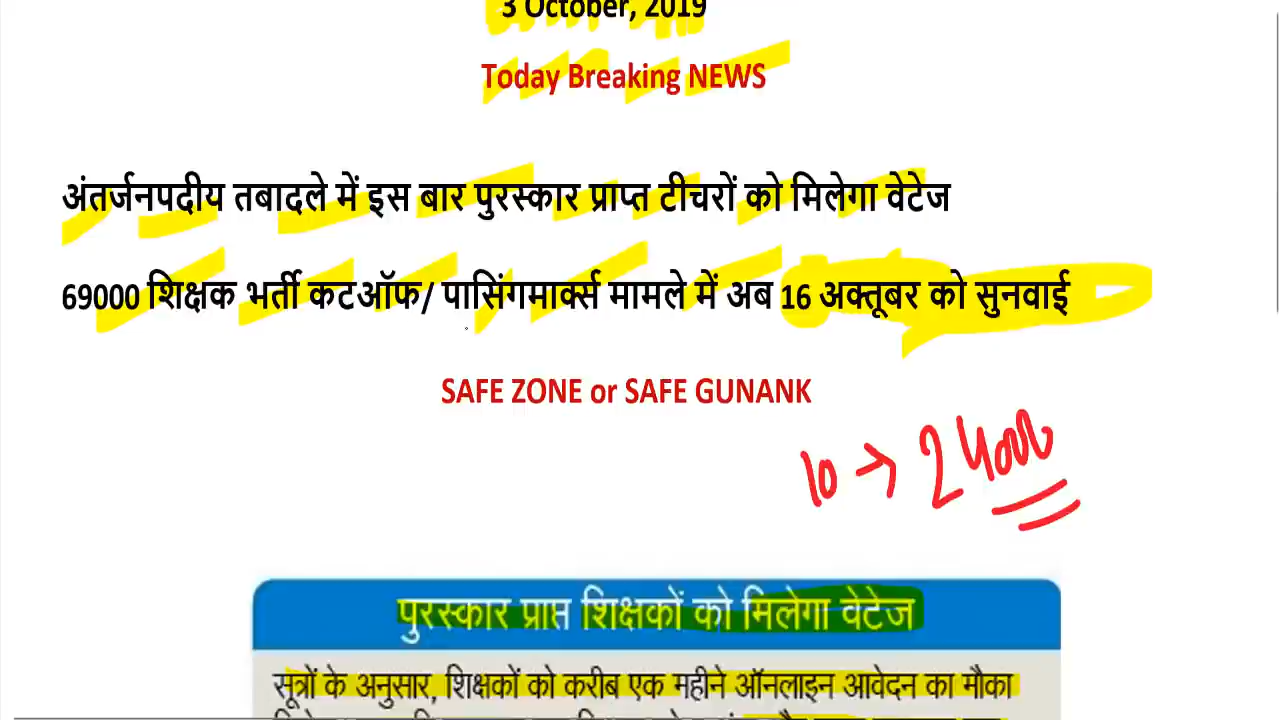 3 October, 2019
Today Breaking NEWS
अंतर्जनपदीय तबादले में इस बार पुरस्कार प्राप्त टीचरों को मिलेगा वेटेज
69000 शिक्षक भर्ती कटऑफ/ पासिंगमार्क्स मामले में अब 16 अक्तूबर को सुनवाई
SAFE ZONE or SAFE GUNANK
10 → 24000
पुरस्कार प्राप्त शिक्षकों को मिलेगा वेटेज
सूत्रों के अनुसार, शिक्षकों को करीब एक महीने ऑनलाइन आवेदन का मौका